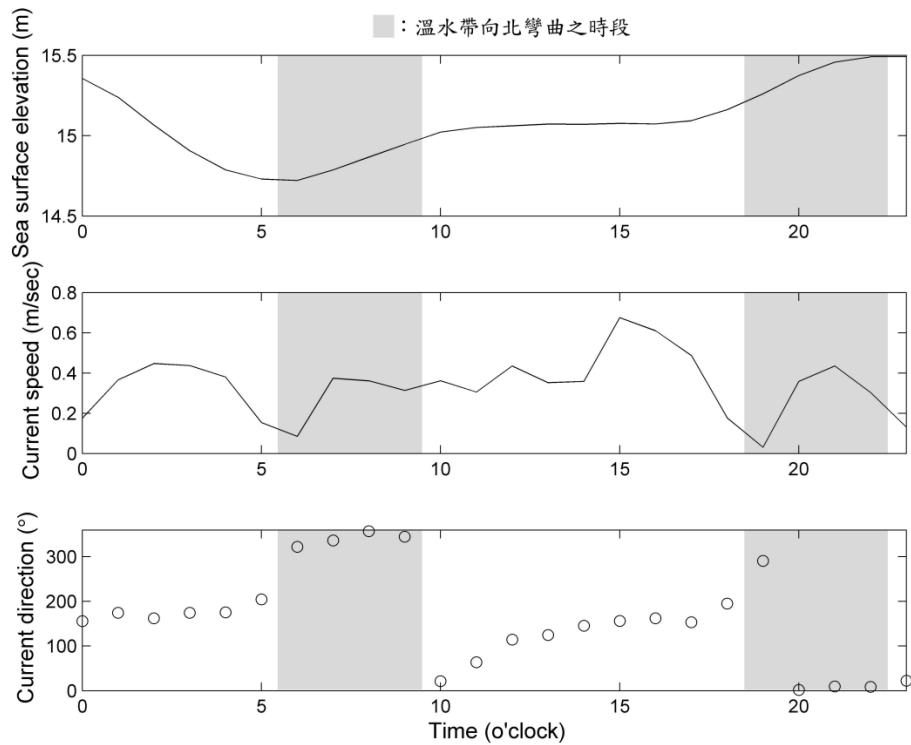 ：溫水帶向北彎曲之時段
Sea surface elevation (m)
15.5
15
14.5
0 5 10 15 20
Current speed (m/sec)
0.8
0.6
0.4
0.2
0
0 5 10 15 20
Current direction (°)
300
200
100
0
0 5 10 15 20
Time (o'clock)